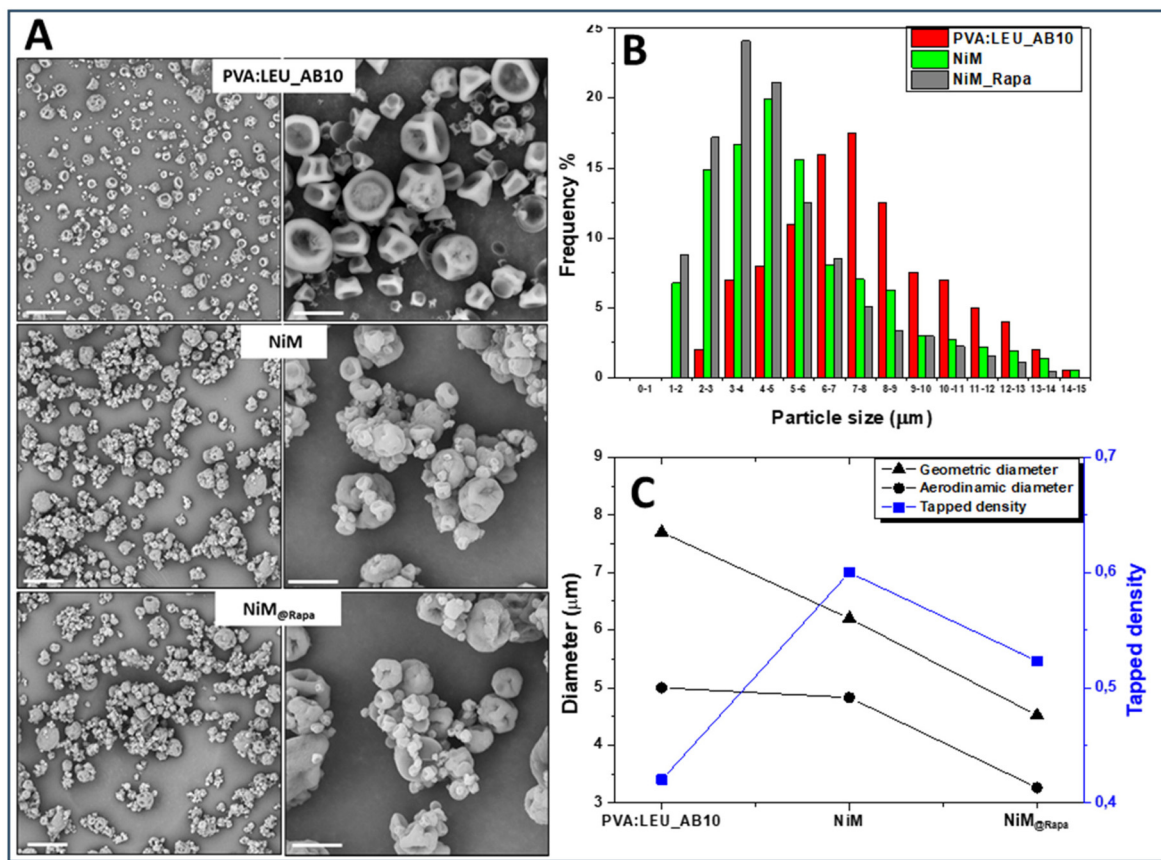 A
PVA:LEU_AB10
NiM
NiM@Rapa
B
PVA:LEU_AB10
NiM
NiM_Rapa
Frequency %
25
20
15
10
5
0
0-1 1-2 2-3 3-4 4-5 5-6 6-7 7-8 8-9 9-10 10-11 11-12 12-13 13-14 14-15
Particle size (μm)
C
Geometric diameter
Aerodinamic diameter
Tapped density
Diameter (μm)
9
8
7
6
5
4
3
0,7
0,6
0,5
0,4
Tapped density
PVA:LEU_AB10 NiM NiM@Rapa